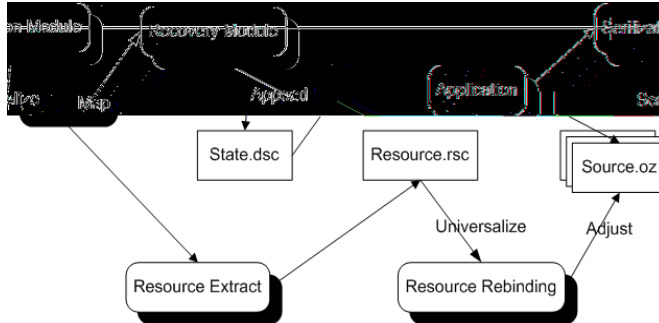 Recovery Module
Map
Append
Application
State.dsc
Resource.rsc
Source.oz
Universalize
Adjust
Resource Extract
Resource Rebinding